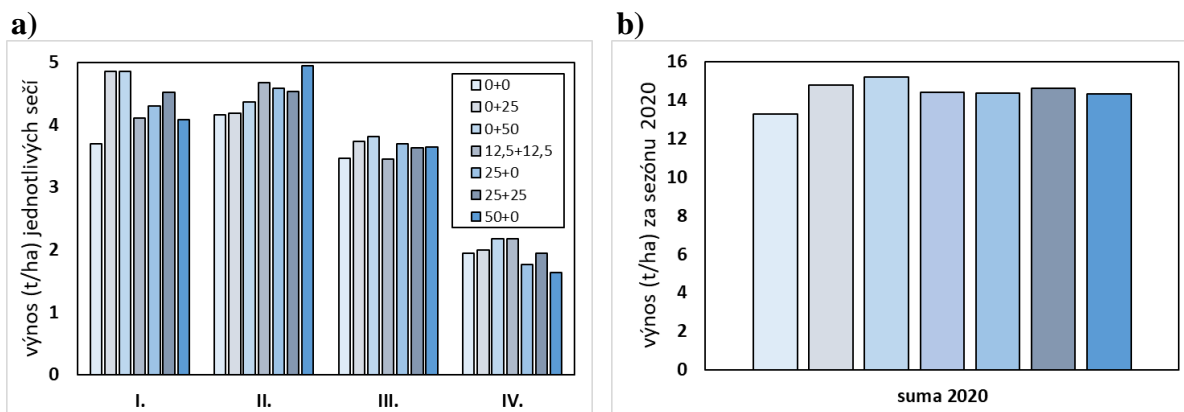 a)
výnos (t/ha) jednotlivých sečí
5
4
3
2
1
0
0+0
0+25
0+50
12,5+12,5
25+0
25+25
50+0
I.
II.
III.
IV.
b)
výnos (t/ha) za sezónu 2020
16
14
12
10
8
6
4
2
0
suma 2020